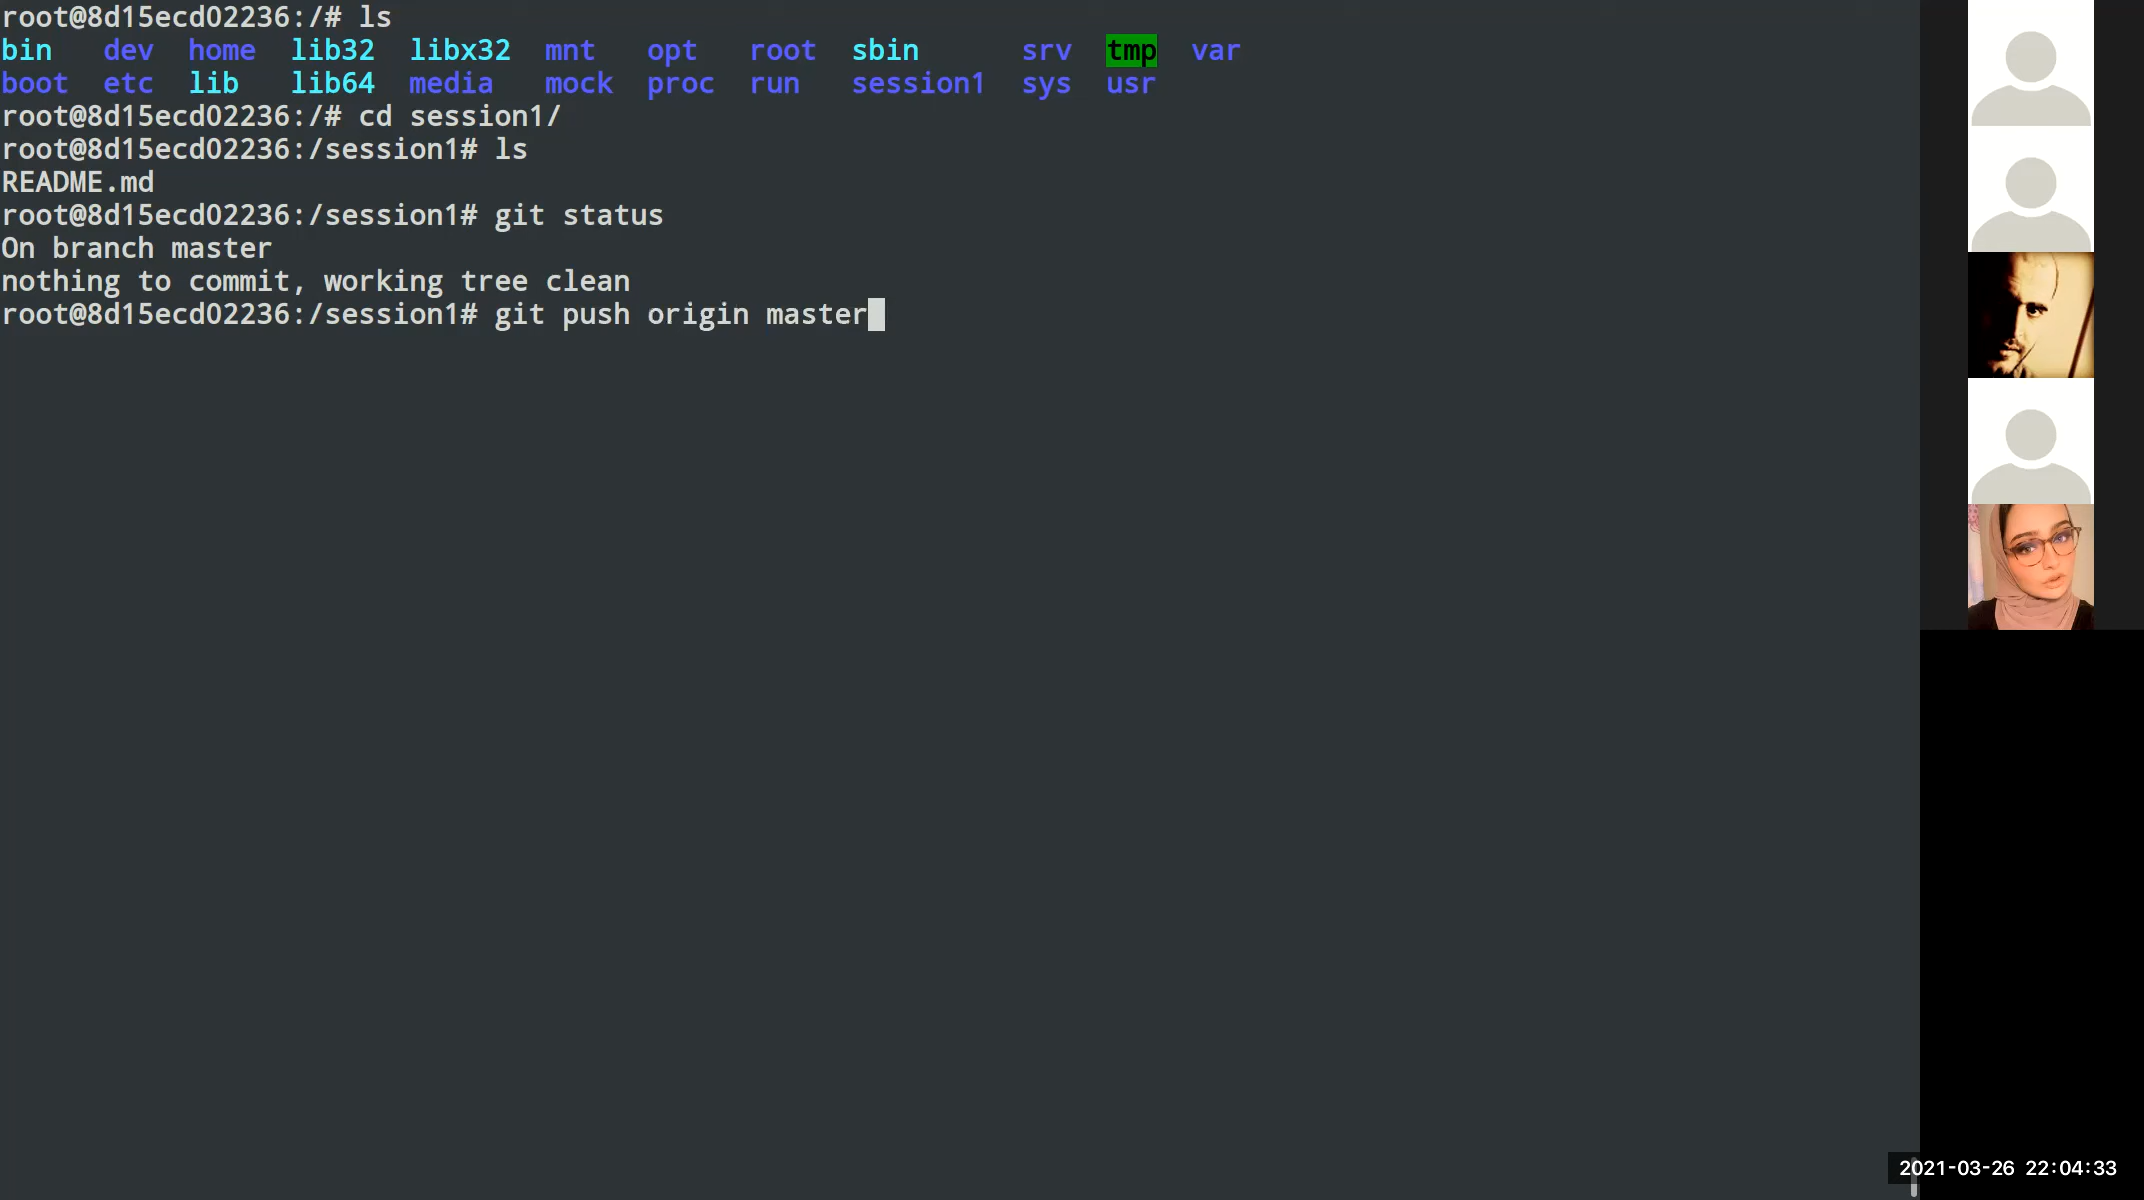 root@8d15ecd02236:/# ls
bin   dev  home  lib32  libx32  mnt   opt   root  sbin      srv  tmp  var
boot  etc  lib   lib64  media   mock  proc  run   session1  sys  usr
root@8d15ecd02236:/# cd session1/
root@8d15ecd02236:/session1# ls
README.md
root@8d15ecd02236:/session1# git status
On branch master
nothing to commit, working tree clean
root@8d15ecd02236:/session1# git push origin master
2021-03-26 22:04:33